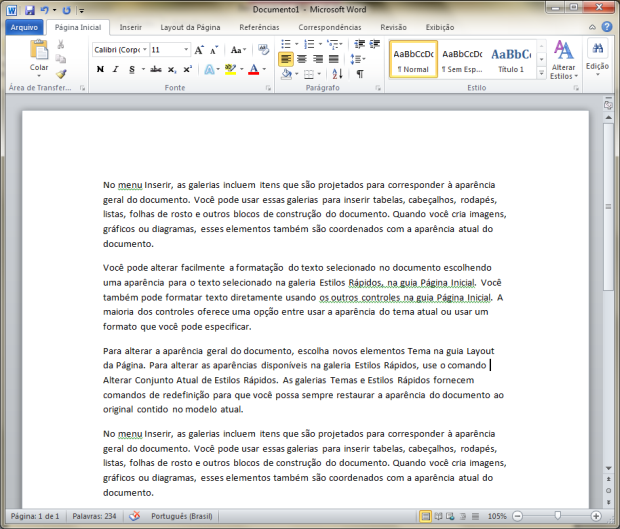 Documento1 - Microsoft Word
Arquivo Página Inicial Inserir Layout da Página Referências Correspondências Revisão Exibição
Calibri (Corpo 11
Colar
AaBbCcDc AaBbCcDc AaBbC
¶ Normal ¶ Sem Esp... Título 1
Alterar Estilos
Edição
Área de Transfer... Fonte Parágrafo Estilo
No menu Inserir, as galerias incluem itens que são projetados para corresponder à aparência
geral do documento. Você pode usar essas galerias para inserir tabelas, cabeçalhos, rodapés,
listas, folhas de rosto e outros blocos de construção do documento. Quando você cria imagens,
gráficos ou diagramas, esses elementos também são coordenados com a aparência atual do
documento.
Você pode alterar facilmente a formatação do texto selecionado no documento escolhendo
uma aparência para o texto selecionado na galeria Estilos Rápidos, na guia Página Inicial. Você
também pode formatar texto diretamente usando os outros controles na guia Página Inicial. A
maioria dos controles oferece uma opção entre usar a aparência do tema atual ou usar um
formato que você pode especificar.
Para alterar a aparência geral do documento, escolha novos elementos Tema na guia Layout
da Página. Para alterar as aparências disponíveis na galeria Estilos Rápidos, use o comando
Alterar Conjunto Atual de Estilos Rápidos. As galerias Temas e Estilos Rápidos fornecem
comandos de redefinição para que você possa sempre restaurar a aparência do documento ao
original contido no modelo atual.
No menu Inserir, as galerias incluem itens que são projetados para corresponder à aparência
geral do documento. Você pode usar essas galerias para inserir tabelas, cabeçalhos, rodapés,
listas, folhas de rosto e outros blocos de construção do documento. Quando você cria imagens,
gráficos ou diagramas, esses elementos também são coordenados com a aparência atual do
documento.
Página: 1 de 1 Palavras: 234 Português (Brasil) 105%